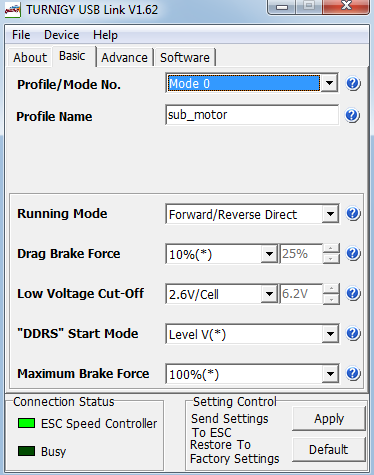 TURNIGY USB Link V1.62
File Device Help
About Basic Advance Software
Profile/Mode No. Mode 0
Profile Name sub_motor
Running Mode Forward/Reverse Direct
Drag Brake Force 10%(*) 25%
Low Voltage Cut-Off 2.6V/Cell 6.2V
"DDRS" Start Mode Level V(*)
Maximum Brake Force 100%(*)
Connection Status
ESC Speed Controller
Busy
Setting Control
Send Settings
To ESC
Apply
Restore To
Factory Settings
Default